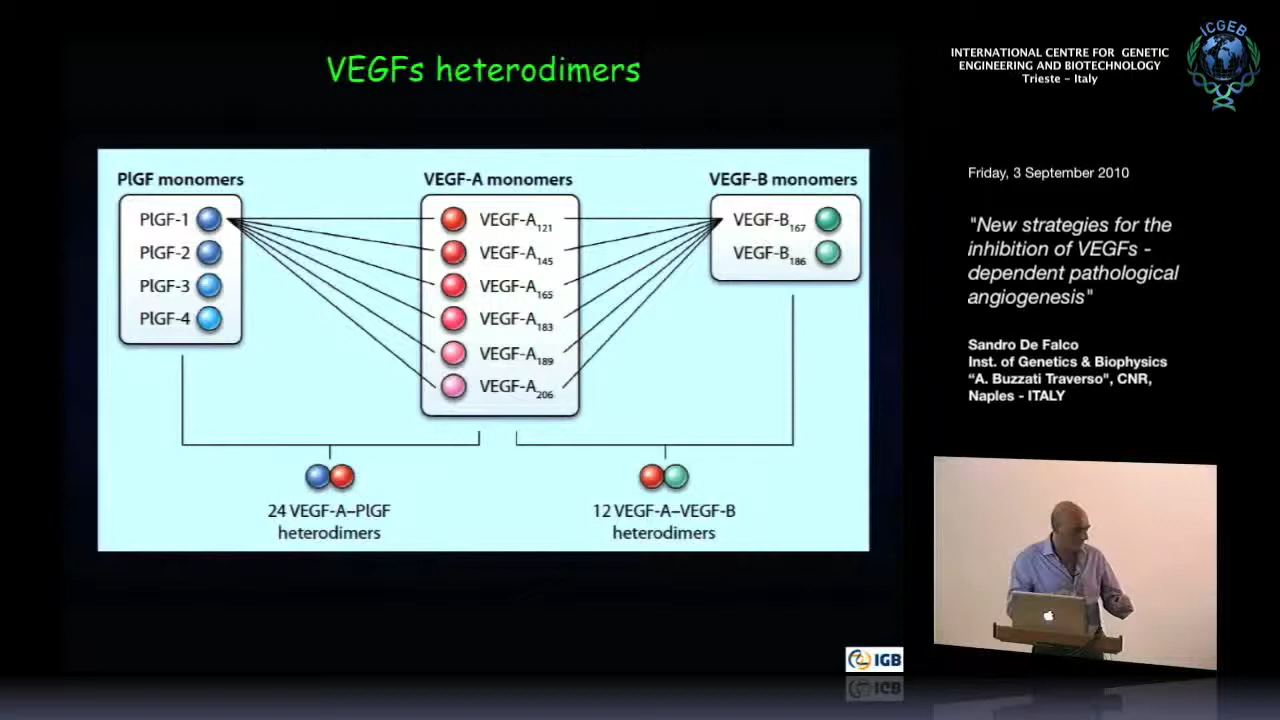 VEGFs heterodimers
PlGF monomers
PlGF-1
PlGF-2
PlGF-3
PlGF-4
VEGF-A monomers
VEGF-A121
VEGF-A145
VEGF-A165
VEGF-A183
VEGF-A189
VEGF-A206
VEGF-B monomers
VEGF-B167
VEGF-B186
24 VEGF-A–PlGF
heterodimers
12 VEGF-A–VEGF-B
heterodimers
IGB
INTERNATIONAL CENTRE FOR GENETIC
ENGINEERING AND BIOTECHNOLOGY
Trieste - Italy
ICGEB
Friday, 3 September 2010
"New strategies for the
inhibition of VEGFs -
dependent pathological
angiogenesis"
Sandro De Falco
Inst. of Genetics & Biophysics
“A. Buzzati Traverso", CNR,
Naples - ITALY